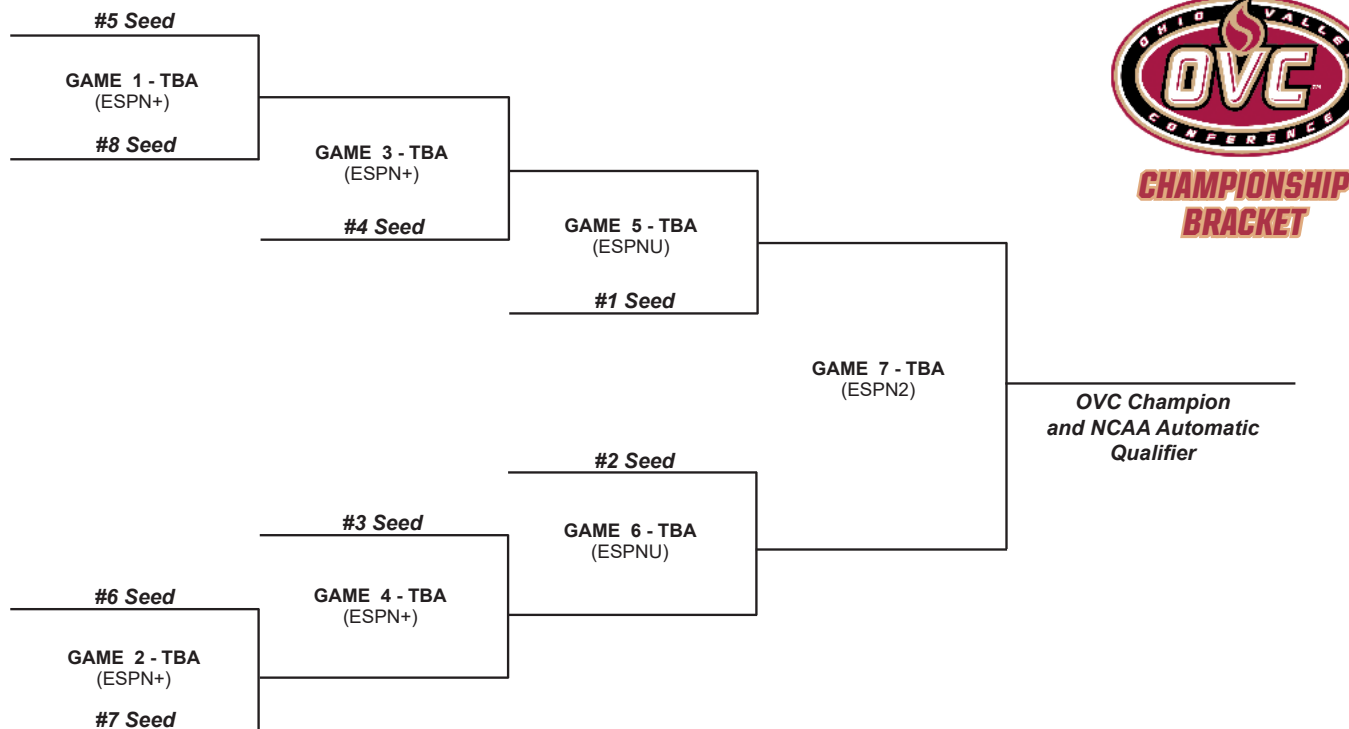 #5 Seed
GAME 1 - TBA
(ESPN+)
#8 Seed
GAME 3 - TBA
(ESPN+)
#4 Seed
GAME 5 - TBA
(ESPNU)
#1 Seed
OHIO VALLE
OVC™
CONFERENCE
CHAMPIONSHIP
BRACKET
GAME 7 - TBA
(ESPN2)
OVC Champion
and NCAA Automatic
Qualifier
#2 Seed
GAME 6 - TBA
(ESPNU)
#3 Seed
GAME 4 - TBA
(ESPN+)
#6 Seed
GAME 2 - TBA
(ESPN+)
#7 Seed